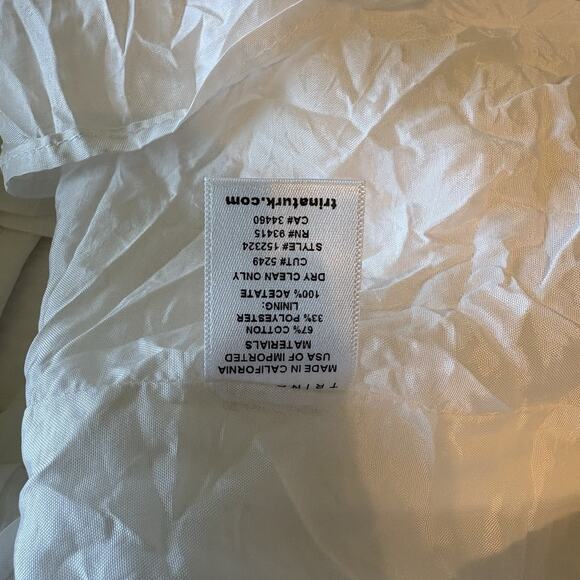 TRIN
MADE IN CALIFORNIA
USA OF IMPORTED
MATERIALS
67% COTTON
33% POLYESTER
LINING:
100% ACETATE
DRY CLEAN ONLY
CUT# 5249
STYLE# 152324
RN# 93415
CA# 34460
trinaturk.com